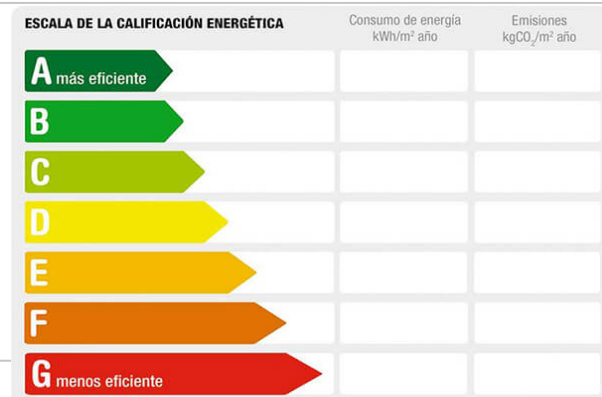 ESCALA DE LA CALIFICACIÓN ENERGÉTICA
Consumo de energía
kWh/m² año
Emisiones
kgCO₂/m² año
A más eficiente
B
C
D
E
F
G menos eficiente